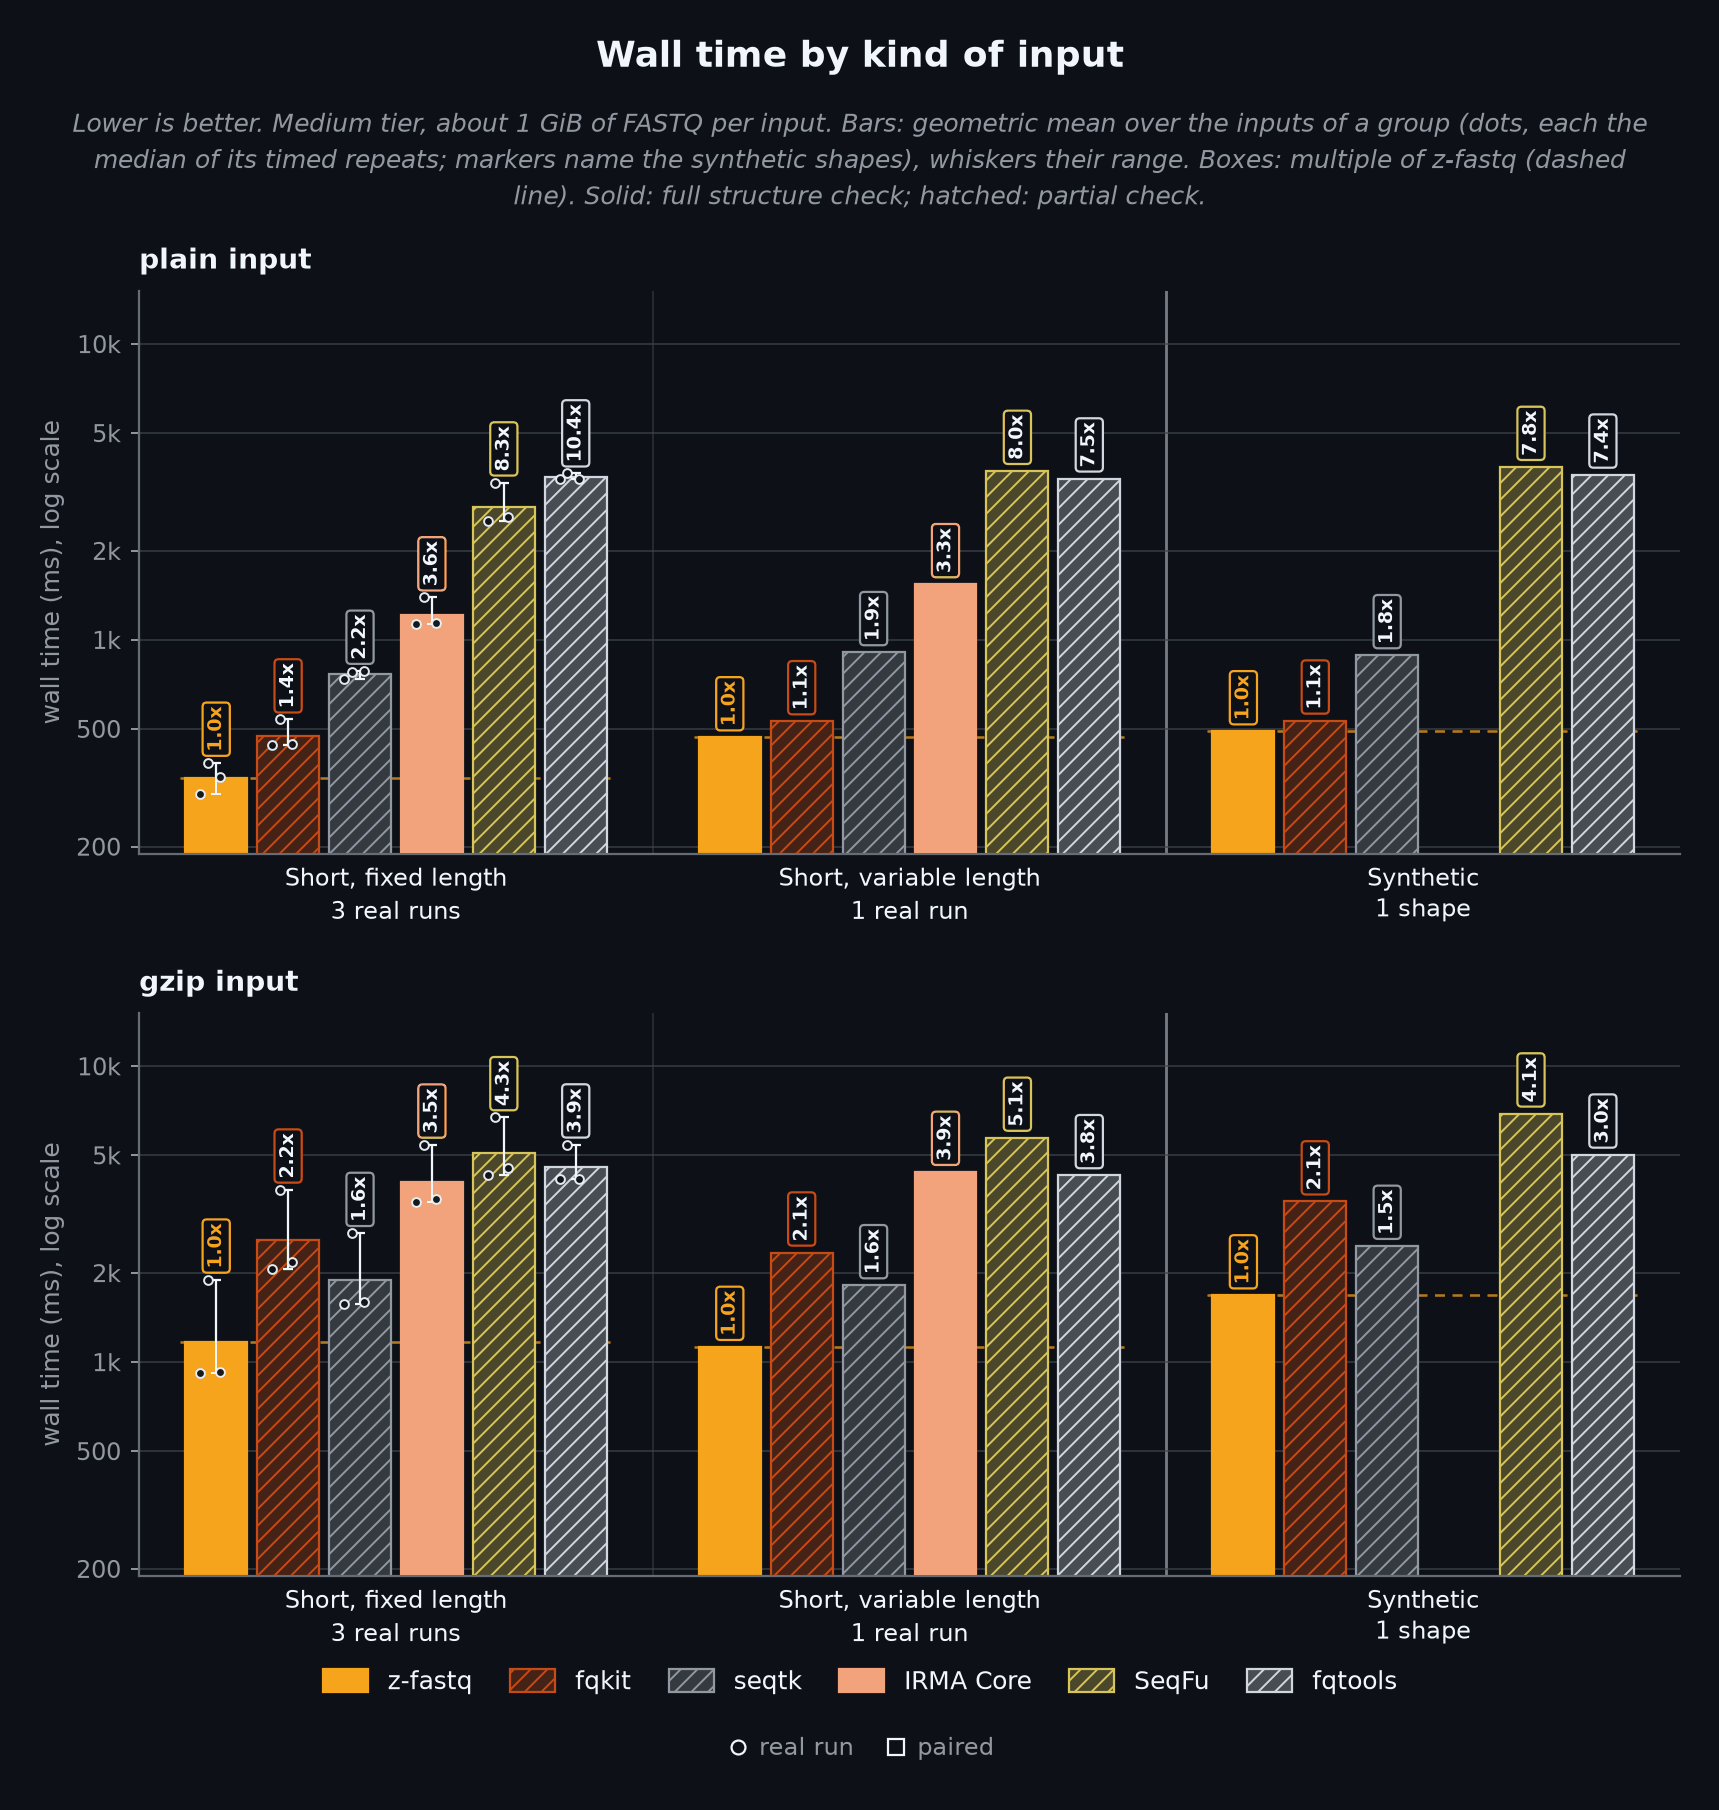 Wall time by kind of input
Lower is better. Medium tier, about 1 GiB of FASTQ per input. Bars: geometric mean over the inputs of a group (dots, each the
median of its timed repeats; markers name the synthetic shapes), whiskers their range. Boxes: multiple of z-fastq (dashed
line). Solid: full structure check; hatched: partial check.
plain input
wall time (ms), log scale
10k
5k
2k
1k
500
200
1.0x
1.4x
2.2x
3.6x
8.3x
10.4x
1.0x
1.1x
1.9x
3.3x
8.0x
7.5x
1.0x
1.1x
1.8x
7.8x
7.4x
Short, fixed length
3 real runs
Short, variable length
1 real run
Synthetic
1 shape
gzip input
wall time (ms), log scale
10k
5k
2k
1k
500
200
1.0x
2.2x
1.6x
3.5x
4.3x
3.9x
1.0x
2.1x
1.6x
3.9x
5.1x
3.8x
1.0x
2.1x
1.5x
4.1x
3.0x
Short, fixed length
3 real runs
Short, variable length
1 real run
Synthetic
1 shape
z-fastq
fqkit
seqtk
IRMA Core
SeqFu
fqtools
real run
paired